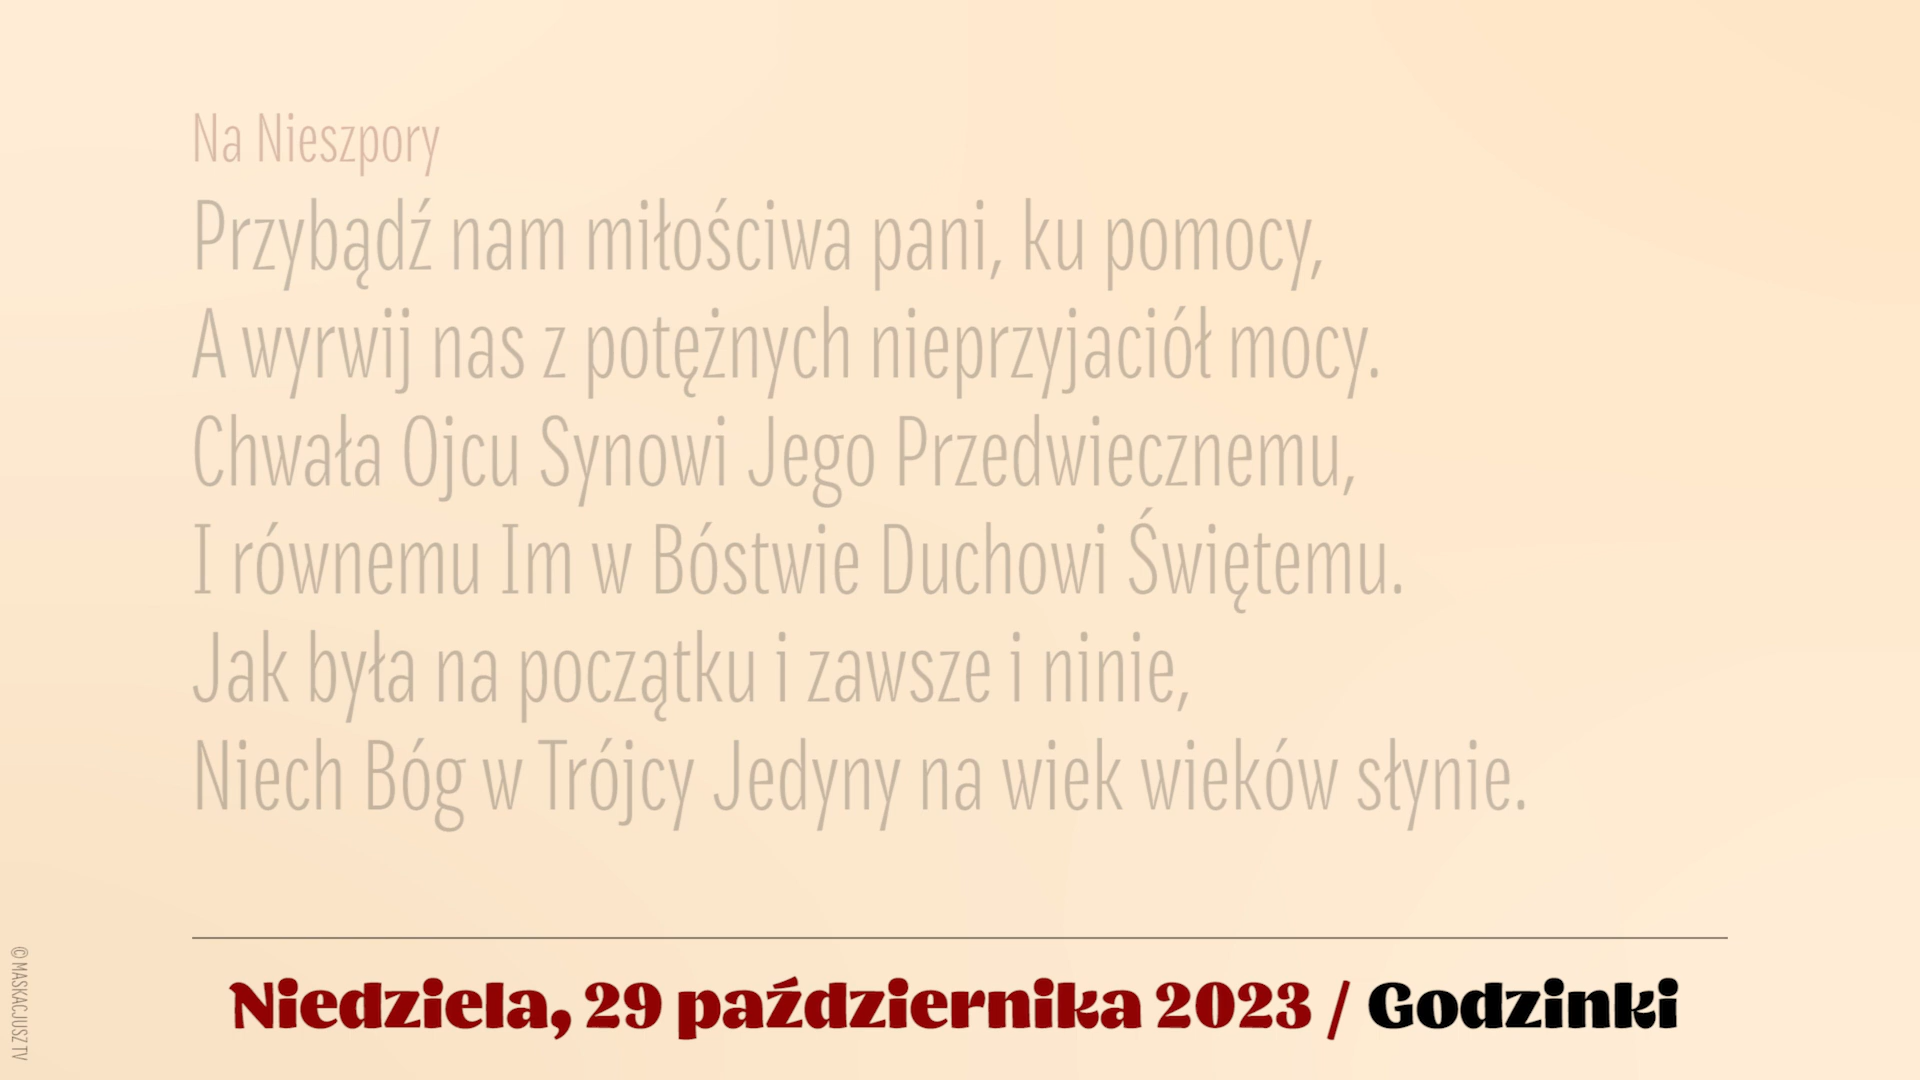 Na Nieszpory
Przybądź nam miłościwa pani, ku pomocy,
A wyrwij nas z potężnych nieprzyjaciół mocy.
Chwała Ojcu Synowi Jego Przedwiecznemu,
I równemu Im w Bóstwie Duchowi Świętemu.
Jak była na początku i zawsze i ninie,
Niech Bóg w Trójcy Jedyny na wiek wieków słynie.
Niedziela, 29 października 2023 / Godzinki
© MASKACJUSZ TV